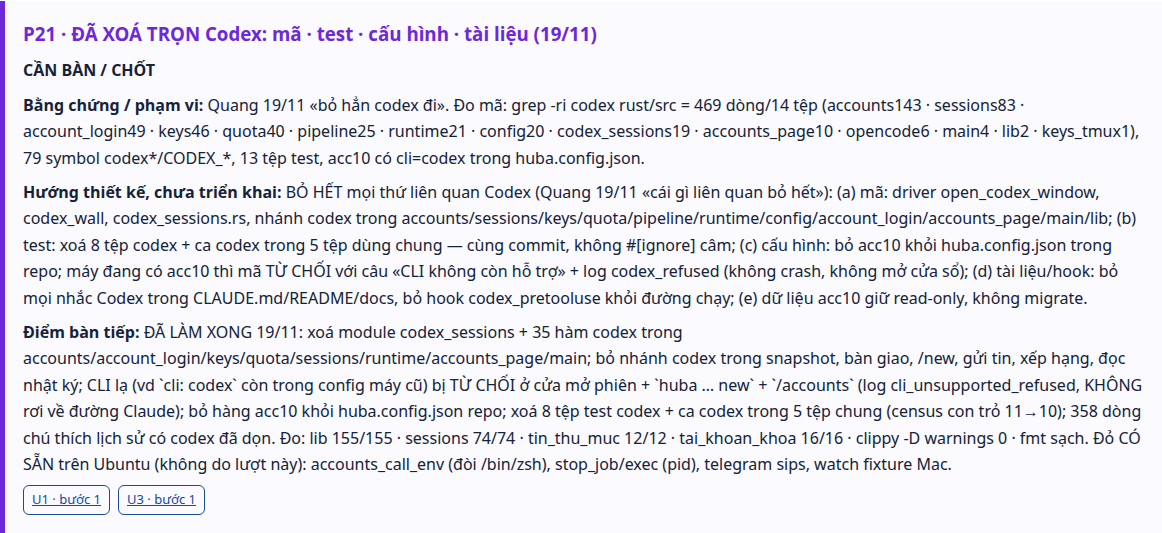 P21 · ĐÃ XOÁ TRỌN Codex: mã · test · cấu hình · tài liệu (19/11)
CẦN BÀN / CHỐT
Bằng chứng / phạm vi: Quang 19/11 «bỏ hẳn codex đi». Đo mã: grep -ri codex rust/src = 469 dòng/14 tệp (accounts143 · sessions83 ·
account_login49 · keys46 · quota40 · pipeline25 · runtime21 · config20 · codex_sessions19 · accounts_page10 · opencode6 · main4 · lib2 · keys_tmux1),
79 symbol codex*/CODEX_*, 13 tệp test, acc10 có cli=codex trong huba.config.json.
Hướng thiết kế, chưa triển khai: BỎ HẾT mọi thứ liên quan Codex (Quang 19/11 «cái gì liên quan bỏ hết»): (a) mã: driver open_codex_window,
codex_wall, codex_sessions.rs, nhánh codex trong accounts/sessions/keys/quota/pipeline/runtime/config/account_login/accounts_page/main/lib; (b)
test: xoá 8 tệp codex + ca codex trong 5 tệp dùng chung — cùng commit, không #[ignore] câm; (c) cấu hình: bỏ acc10 khỏi huba.config.json trong
repo; máy đang có acc10 thì mã TỪ CHỐI với câu «CLI không còn hỗ trợ» + log codex_refused (không crash, không mở cửa sổ); (d) tài liệu/hook: bỏ
mọi nhắc Codex trong CLAUDE.md/README/docs, bỏ hook codex_pretooluse khỏi đường chạy; (e) dữ liệu acc10 giữ read-only, không migrate.
Điểm bàn tiếp: ĐÃ LÀM XONG 19/11: xoá module codex_sessions + 35 hàm codex trong
accounts/account_login/keys/quota/sessions/runtime/accounts_page/main; bỏ nhánh codex trong snapshot, bàn giao, /new, gửi tin, xếp hạng, đọc
nhật ký; CLI lạ (vd `cli: codex` còn trong config máy cũ) bị TỪ CHỐI ở cửa mở phiên + `huba ... new` + `/accounts` (log cli_unsupported_refused, KHÔNG
rơi về đường Claude); bỏ hàng acc10 khỏi huba.config.json repo; xoá 8 tệp test codex + ca codex trong 5 tệp chung (census con trỏ 11→10); 358 dòng
chú thích lịch sử có codex đã dọn. Đo: lib 155/155 · sessions 74/74 · tin_thu_muc 12/12 · tai_khoan_khoa 16/16 · clippy -D warnings 0 · fmt sạch. Đỏ CÓ
SẴN trên Ubuntu (không do lượt này): accounts_call_env (đòi /bin/zsh), stop_job/exec (pid), telegram sips, watch fixture Mac.
U1 · bước 1 U3 · bước 1